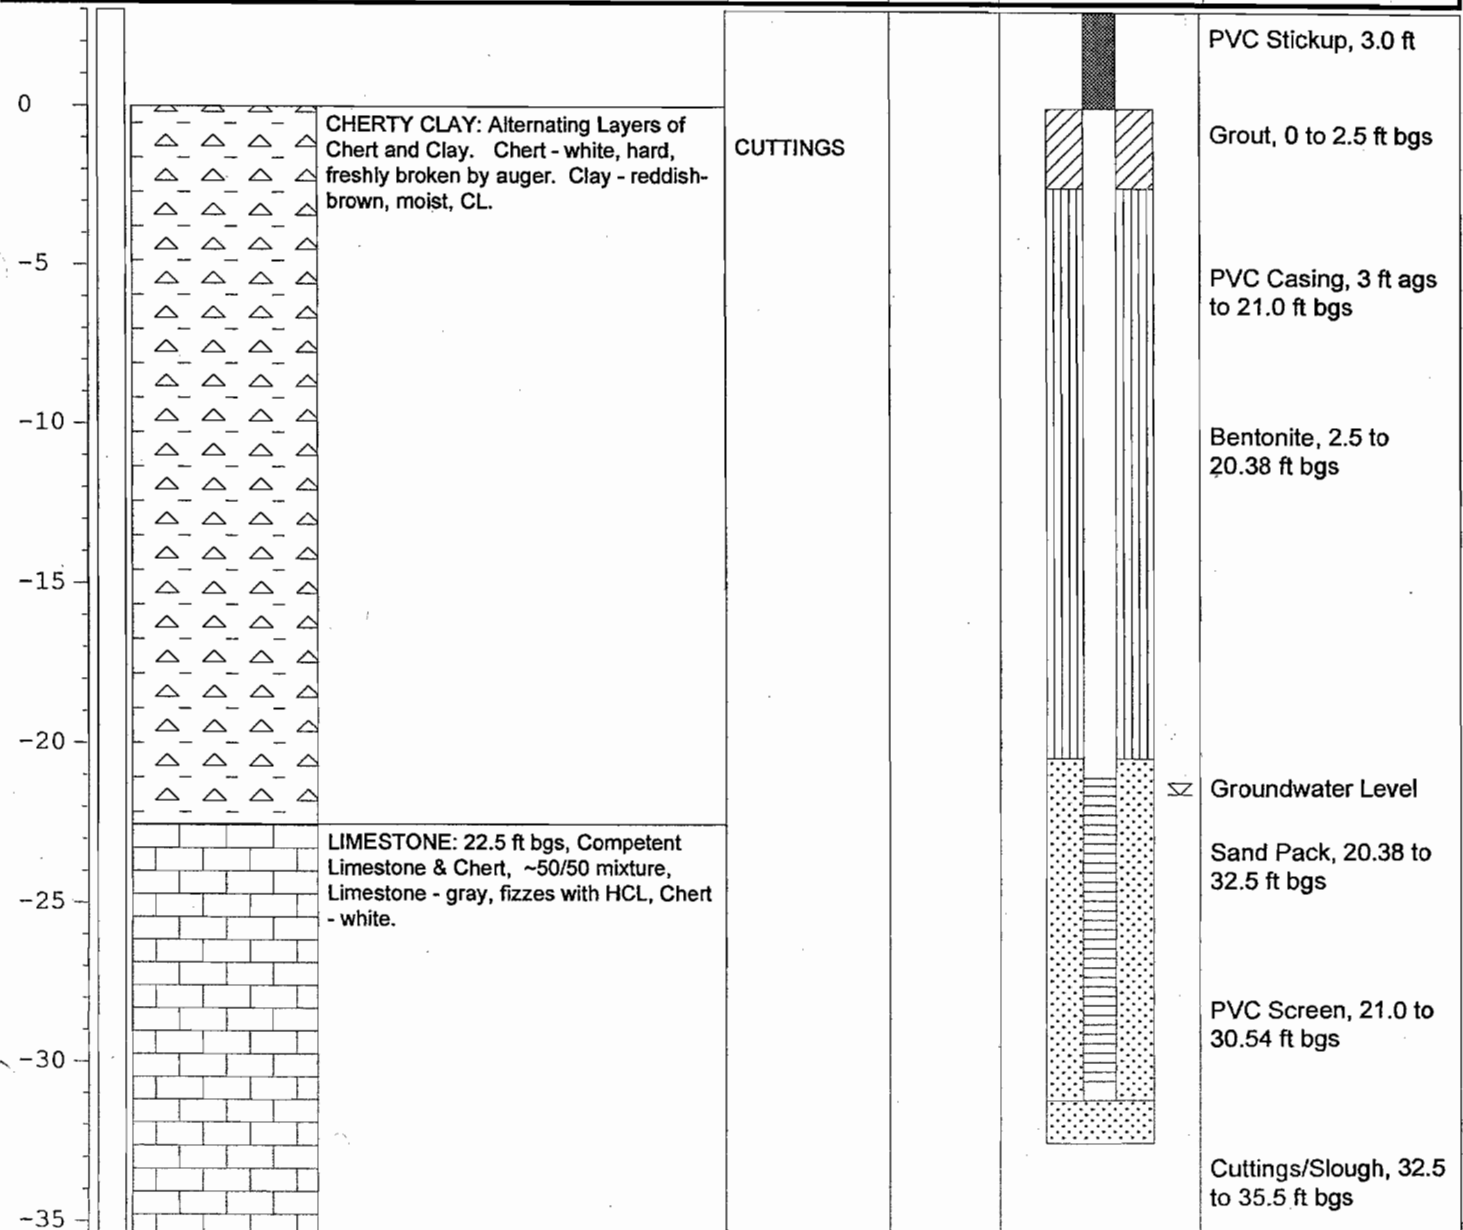 PVC Stickup, 3.0 ft
0
CHERTY CLAY: Alternating Layers of
Chert and Clay. Chert - white, hard,
freshly broken by auger. Clay - reddish-
brown, moist, CL.
CUTTINGS
Grout, 0 to 2.5 ft bgs
-5
PVC Casing, 3 ft ags
to 21.0 ft bgs
-10
Bentonite, 2.5 to
20.38 ft bgs
-15
-20
Groundwater Level
LIMESTONE: 22.5 ft bgs, Competent
Limestone & Chert, ~50/50 mixture,
Limestone - gray, fizzes with HCL, Chert
- white.
Sand Pack, 20.38 to
32.5 ft bgs
-25
PVC Screen, 21.0 to
30.54 ft bgs
-30
Cuttings/Slough, 32.5
to 35.5 ft bgs
-35